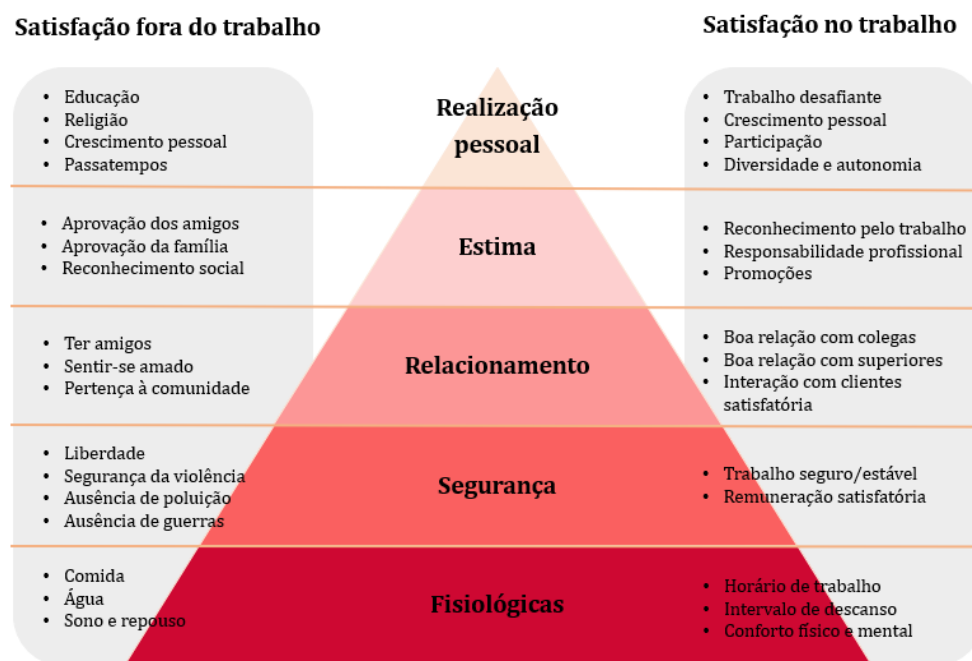 Satisfação fora do trabalho
Satisfação no trabalho
• Educação
• Religião
• Crescimento pessoal
• Passatempos
Realização
pessoal
• Trabalho desafiante
• Crescimento pessoal
• Participação
• Diversidade e autonomia
• Aprovação dos amigos
• Aprovação da família
• Reconhecimento social
Estima
• Reconhecimento pelo trabalho
• Responsabilidade profissional
• Promoções
• Ter amigos
• Sentir-se amado
• Pertença à comunidade
Relacionamento
• Boa relação com colegas
• Boa relação com superiores
• Interação com clientes
satisfatória
• Liberdade
• Segurança da violência
• Ausência de poluição
• Ausência de guerras
Segurança
• Trabalho seguro/estável
• Remuneração satisfatória
• Comida
• Água
• Sono e repouso
Fisiológicas
• Horário de trabalho
• Intervalo de descanso
• Conforto físico e mental